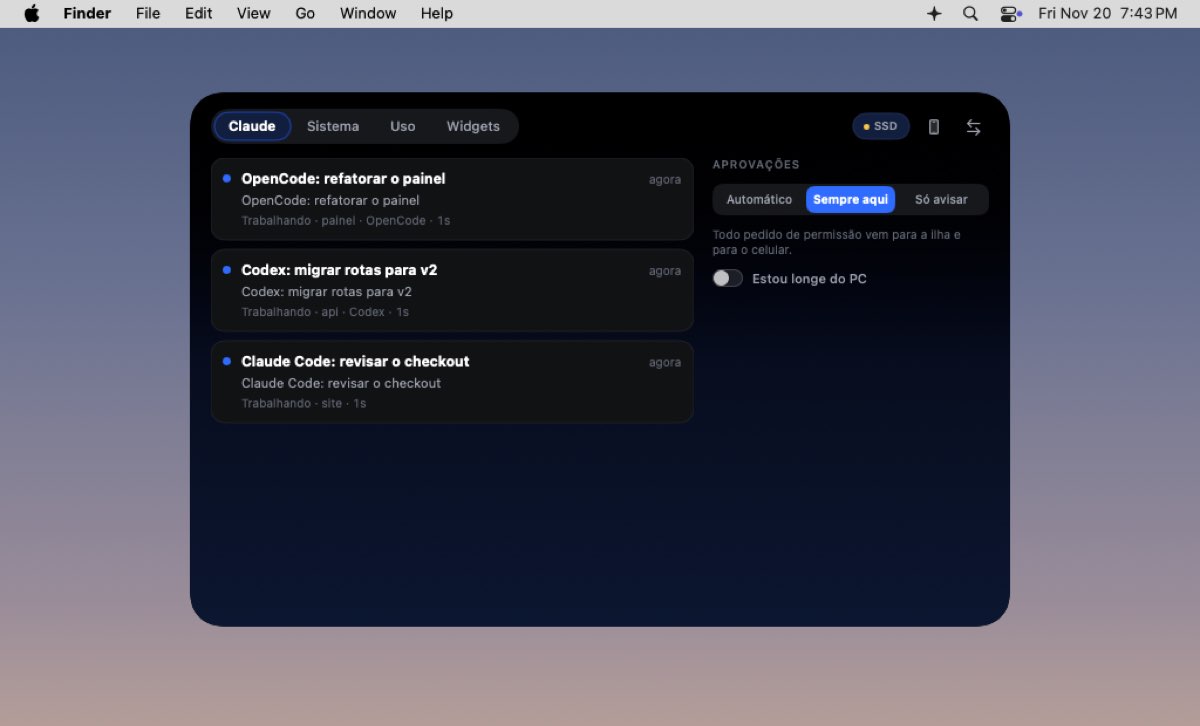 Finder File Edit View Go Window Help Fri Nov 20 7:43 PM
Claude Sistema Uso Widgets SSD
OpenCode: refatorar o painel agora
OpenCode: refatorar o painel
Trabalhando · painel · OpenCode · 1s
Codex: migrar rotas para v2 agora
Codex: migrar rotas para v2
Trabalhando · api · Codex · 1s
Claude Code: revisar o checkout agora
Claude Code: revisar o checkout
Trabalhando · site · 1s
APROVAÇÕES
Automático Sempre aqui Só avisar
Todo pedido de permissão vem para a ilha e
para o celular.
Estou longe do PC